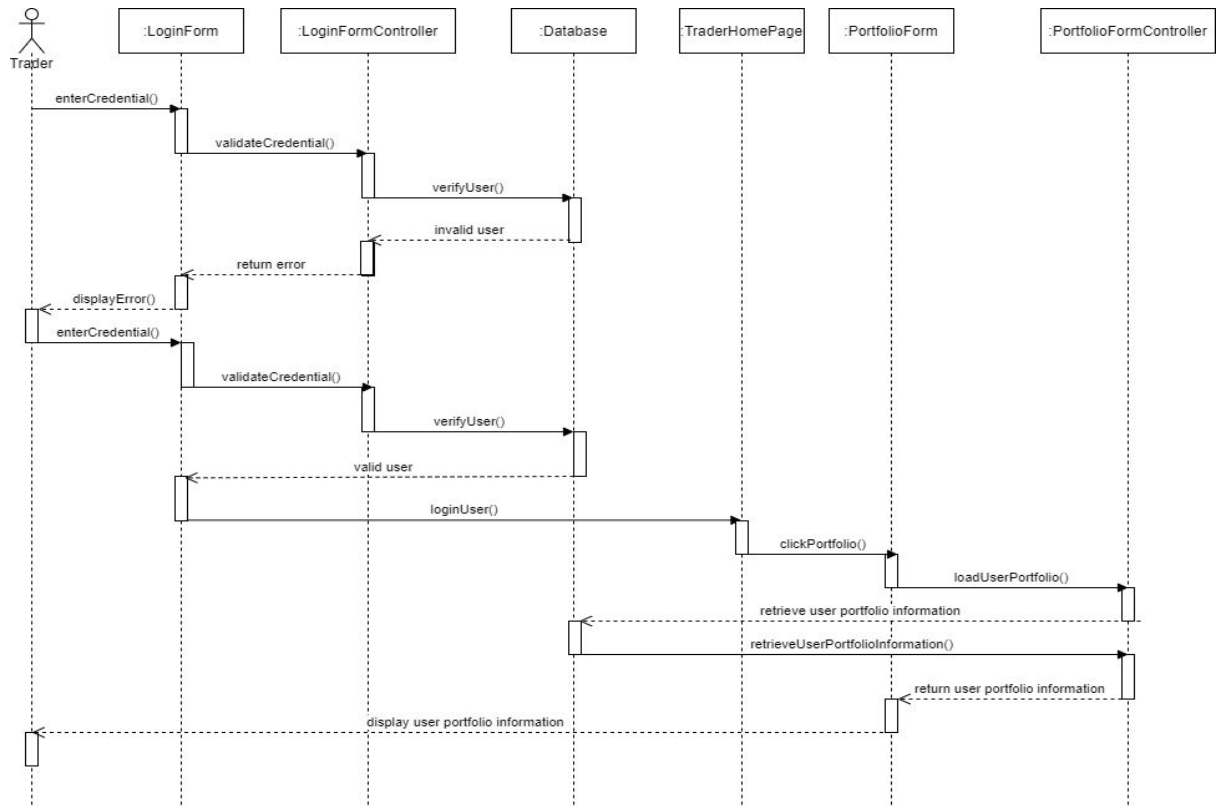 :LoginForm
:LoginFormController
:Database
:TraderHomePage
:PortfolioForm
:PortfolioFormController
Trader
enterCredential()
validateCredential()
verifyUser()
invalid user
return error
displayError()
enterCredential()
validateCredential()
verifyUser()
valid user
loginUser()
clickPortfolio()
loadUserPortfolio()
retrieve user portfolio information
retrieveUserPortfolioInformation()
return user portfolio information
display user portfolio information